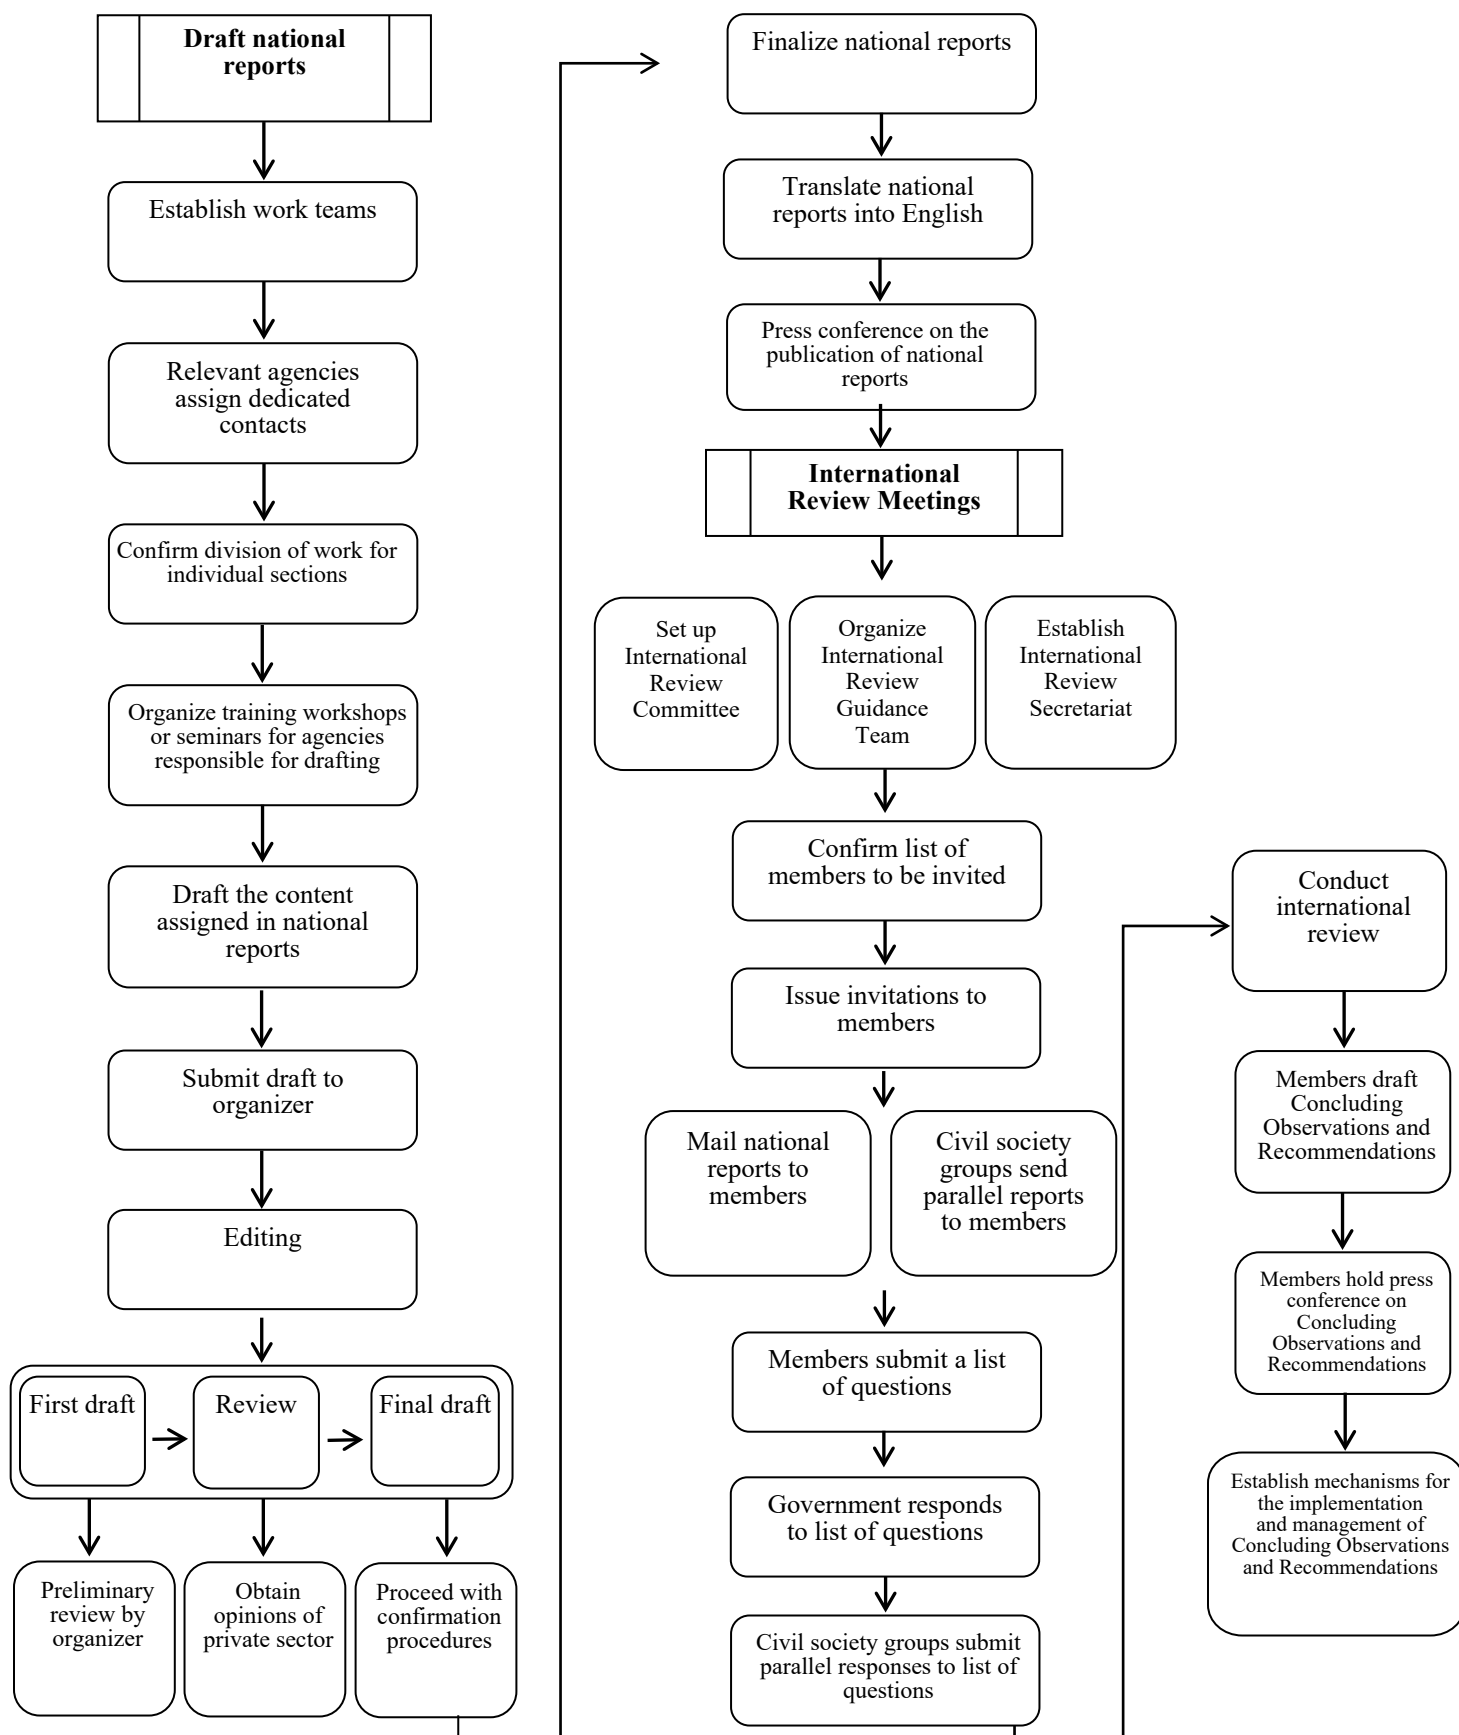 Draft national
reports
Establish work teams
Relevant agencies
assign dedicated
contacts
Confirm division of work for
individual sections
Organize training workshops
or seminars for agencies
responsible for drafting
Draft the content
assigned in national
reports
Submit draft to
organizer
Editing
First draft
Review
Final draft
Preliminary
review by
organizer
Obtain
opinions of
private sector
Proceed with
confirmation
procedures
Finalize national reports
Translate national
reports into English
Press conference on the
publication of national
reports
International
Review Meetings
Set up
International
Review
Committee
Organize
International
Review
Guidance
Team
Establish
International
Review
Secretariat
Confirm list of
members to be invited
Issue invitations to
members
Mail national
reports to
members
Civil society
groups send
parallel reports
to members
Members submit a list
of questions
Government responds
to list of questions
Civil society groups submit
parallel responses to list of
questions
Conduct
international
review
Members draft
Concluding
Observations and
Recommendations
Members hold press
conference on
Concluding
Observations and
Recommendations
Establish mechanisms for
the implementation
and management of
Concluding Observations
and Recommendations